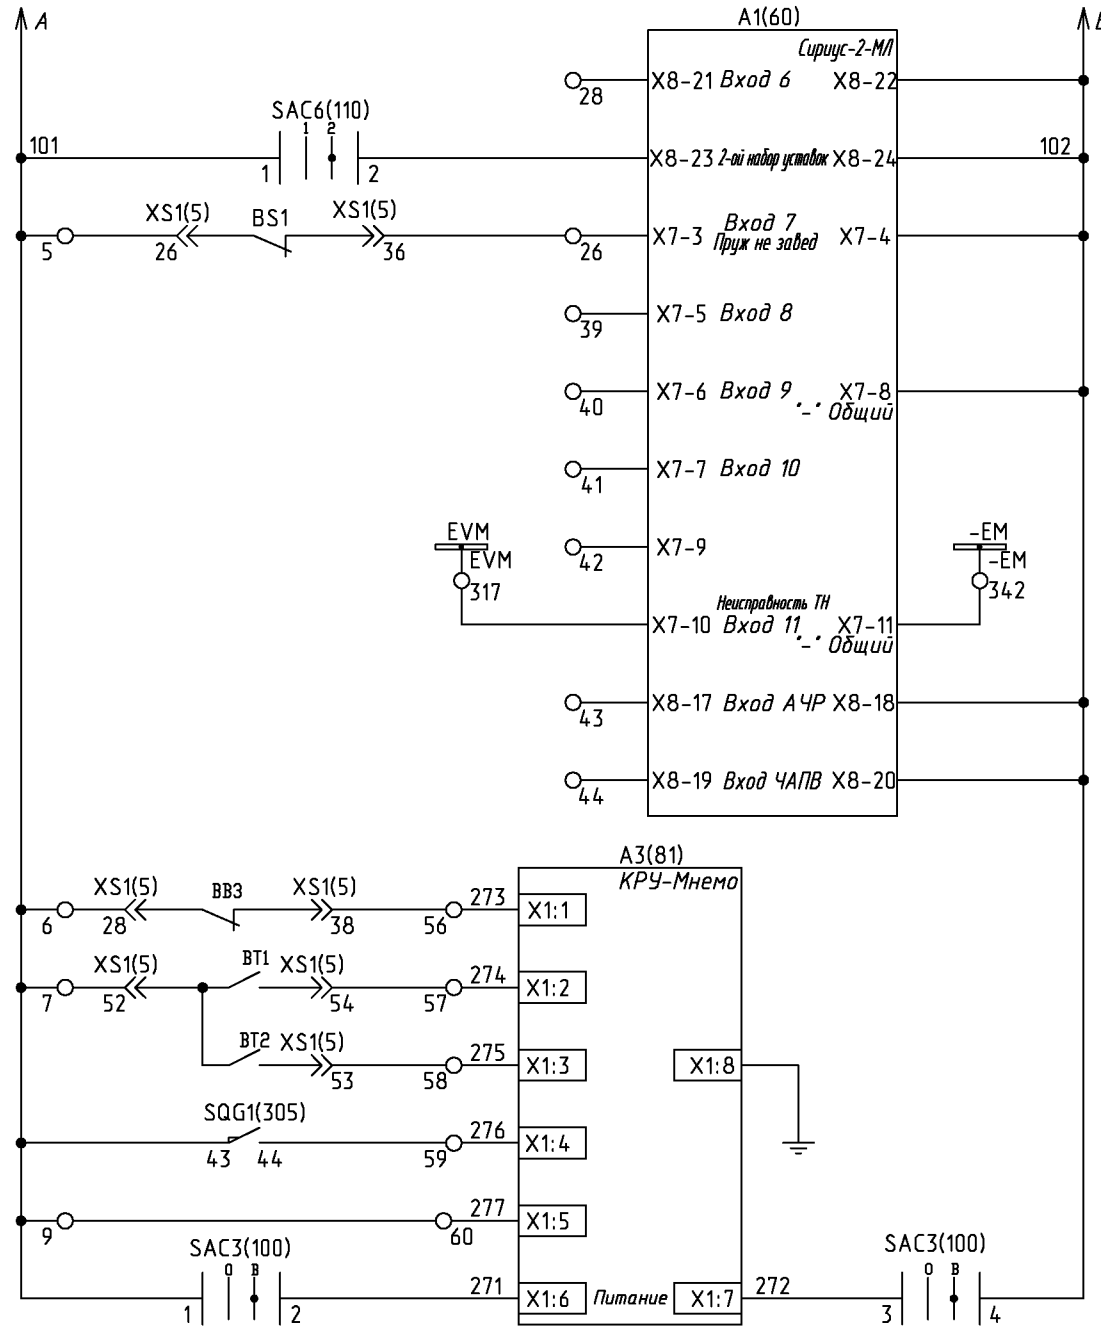 A
A1(60)
Сириус-2-МЛ
28
X8-21 Вход 6 X8-22
SAC6(110)
1 2
101
1 2
X8-23 2-ой набор уставок X8-24
102
XS1(5)
BS1
XS1(5)
5
26
36
26
X7-3 Вход 7 X7-4
Пруж не завед
39
X7-5 Вход 8
40
X7-6 Вход 9 X7-8
"-" Общий
41
X7-7 Вход 10
EVM
EVM
317
42
X7-9
-EM
-EM
342
Неисправность ТН
X7-10 Вход 11 X7-11
"-" Общий
43
X8-17 Вход АЧР X8-18
44
X8-19 Вход ЧАПВ X8-20
A3(81)
КРУ-Мнемо
XS1(5)
BB3
XS1(5)
273
6
28
38
56
X1:1
XS1(5)
BT1
XS1(5)
274
7
52
54
57
X1:2
BT2
XS1(5)
275
53
58
X1:3
X1:8
SQG1(305)
276
43 44
59
X1:4
277
9
60
X1:5
SAC3(100)
0 В
1 2
271
X1:6 Питание X1:7
272
SAC3(100)
0 В
3 4